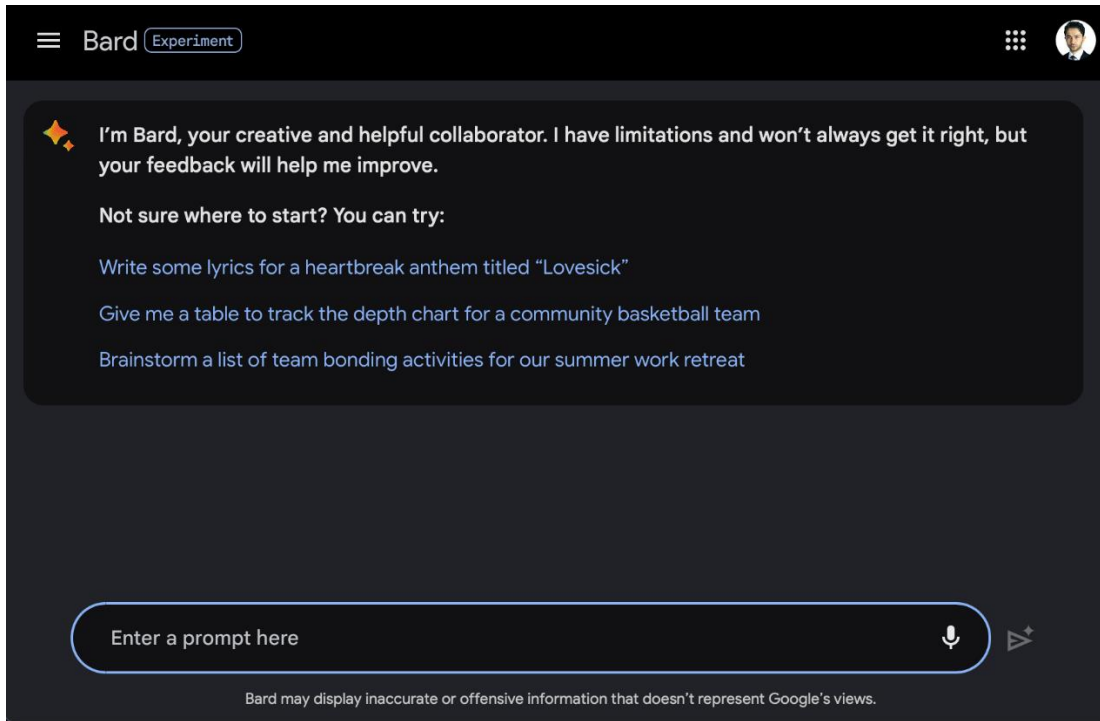 Bard Experiment
I’m Bard, your creative and helpful collaborator. I have limitations and won’t always get it right, but
your feedback will help me improve.
Not sure where to start? You can try:
Write some lyrics for a heartbreak anthem titled “Lovesick”
Give me a table to track the depth chart for a community basketball team
Brainstorm a list of team bonding activities for our summer work retreat
Enter a prompt here
Bard may display inaccurate or offensive information that doesn’t represent Google’s views.